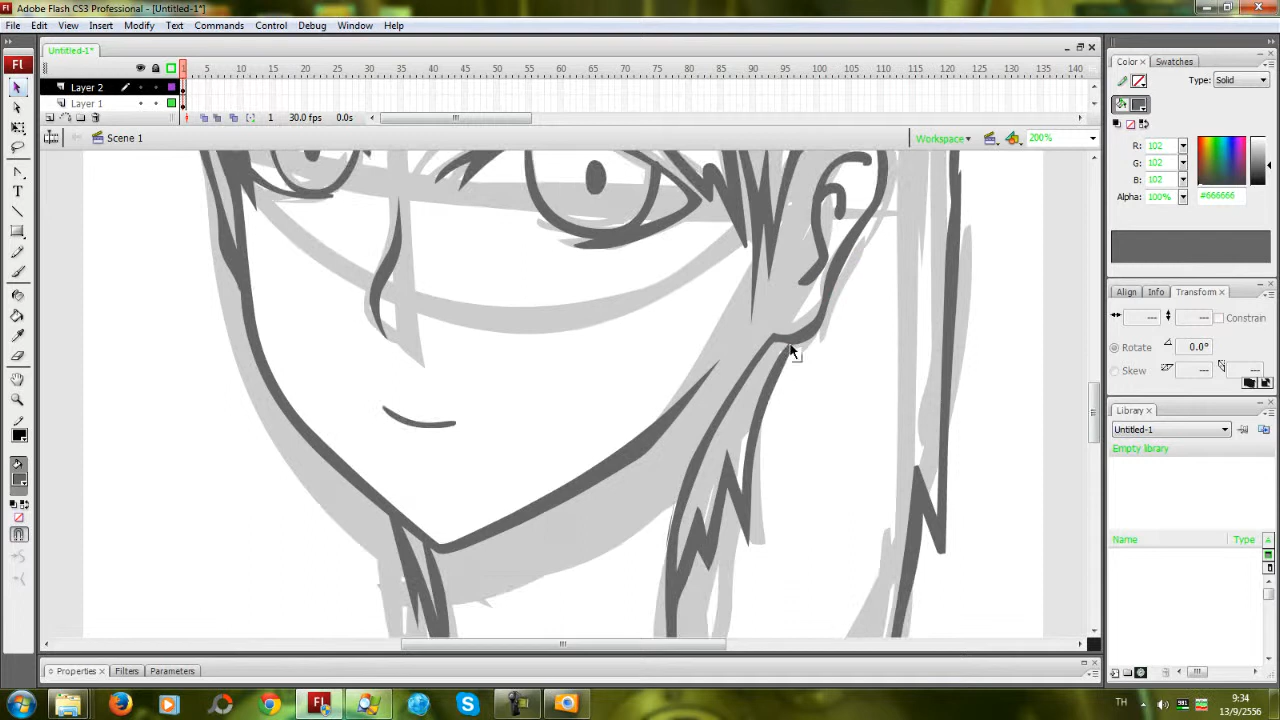 Adobe Flash CS3 Professional - [Untitled-1*]
File Edit View Insert Modify Text Commands Control Debug Window Help
Untitled-1*
Fl
5 10 15 20 25 30 35 40 45 50 55 60 65 70 75 80 85 90 95 100 105 110 115 120 125 130 135 140
Layer 2
Layer 1
1 30.0 fps 0.0s
Scene 1
Workspace
200%
Color Swatches
Type: Solid
R: 102
G: 102
B: 102
Alpha: 100%
#666666
Align Info Transform
Constrain
Rotate 0.0°
Skew
Library
Untitled-1
Empty library
Name Type
Properties Filters Parameters
Fl
TH
9:34
13/9/2556